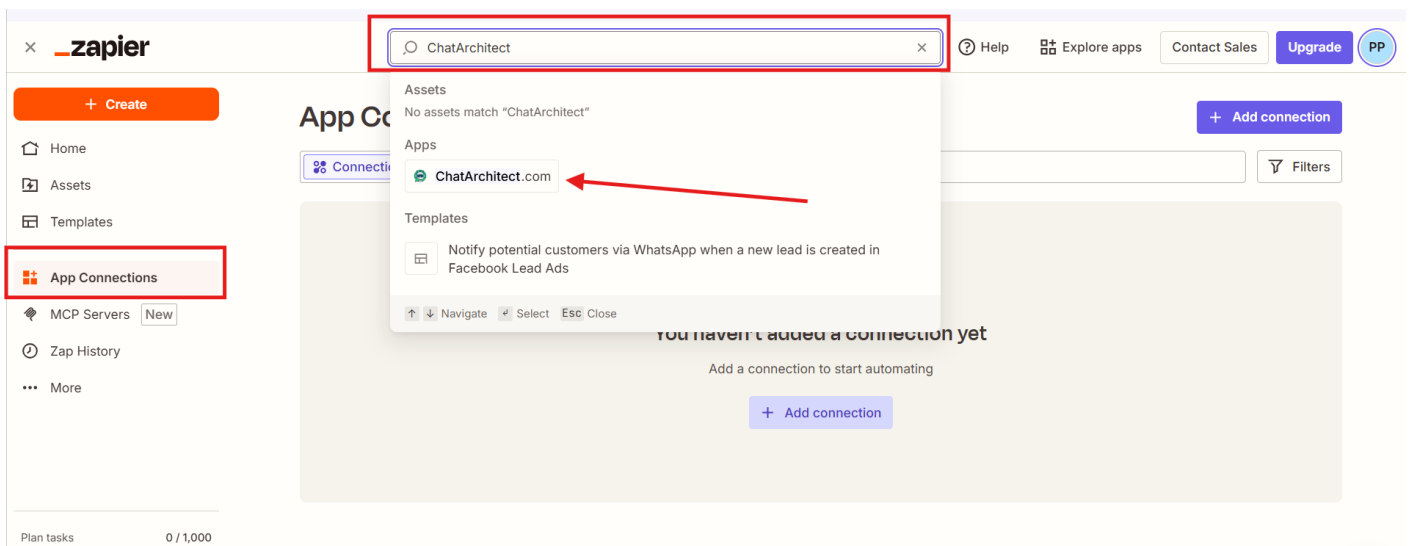 zapier
ChatArchitect
Help
Explore apps
Contact Sales
Upgrade
PP
+ Create
Home
Assets
Templates
App Connections
MCP Servers New
Zap History
More
Plan tasks 0 / 1,000
Assets
No assets match “ChatArchitect”
Apps
ChatArchitect.com
Templates
Notify potential customers via WhatsApp when a new lead is created in
Facebook Lead Ads
Navigate Select Esc Close
App Co
+ Add connection
Connecti
Filters
You haven't added a connection yet
Add a connection to start automating
+ Add connection